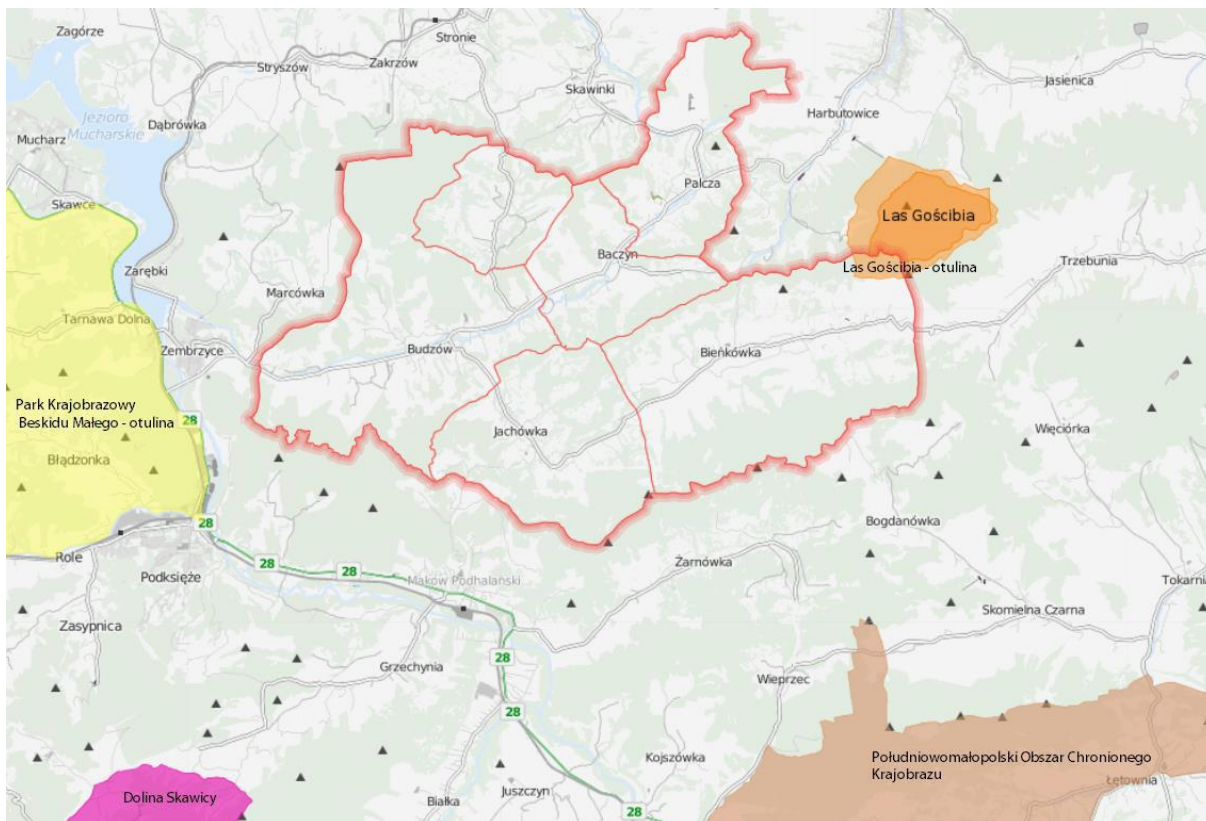 Zagórze
Stronie
Zakrzów
Stryszów
Jasienica
Skawinki
Harbutowice
Jezioro
Mucharskie
Dąbrówka
Mucharz
Palcza
Skawce
Las Gościbia
Baczyn
Trzebunia
Las Gościbia - otulina
Zarębki
Marcówka
Tarnawa Dolna
Zembrzyce
Budzów
Bieńkówka
Park Krajobrazowy
Beskidu Małego - otulina
28
Jachówka
Więciórka
Błądzonka
28
Bogdanówka
Role
28
28
Żarnówka
Podksięże
Maków Podhalański
Tokarnia
Skomielna Czarna
Zasypnica
28
Grzechynia
Wieprzec
28
Kojszówka
Południowomałopolski Obszar Chronionego
Krajobrazu
Łętownia
Dolina Skawicy
Juszczyn
Białka
28